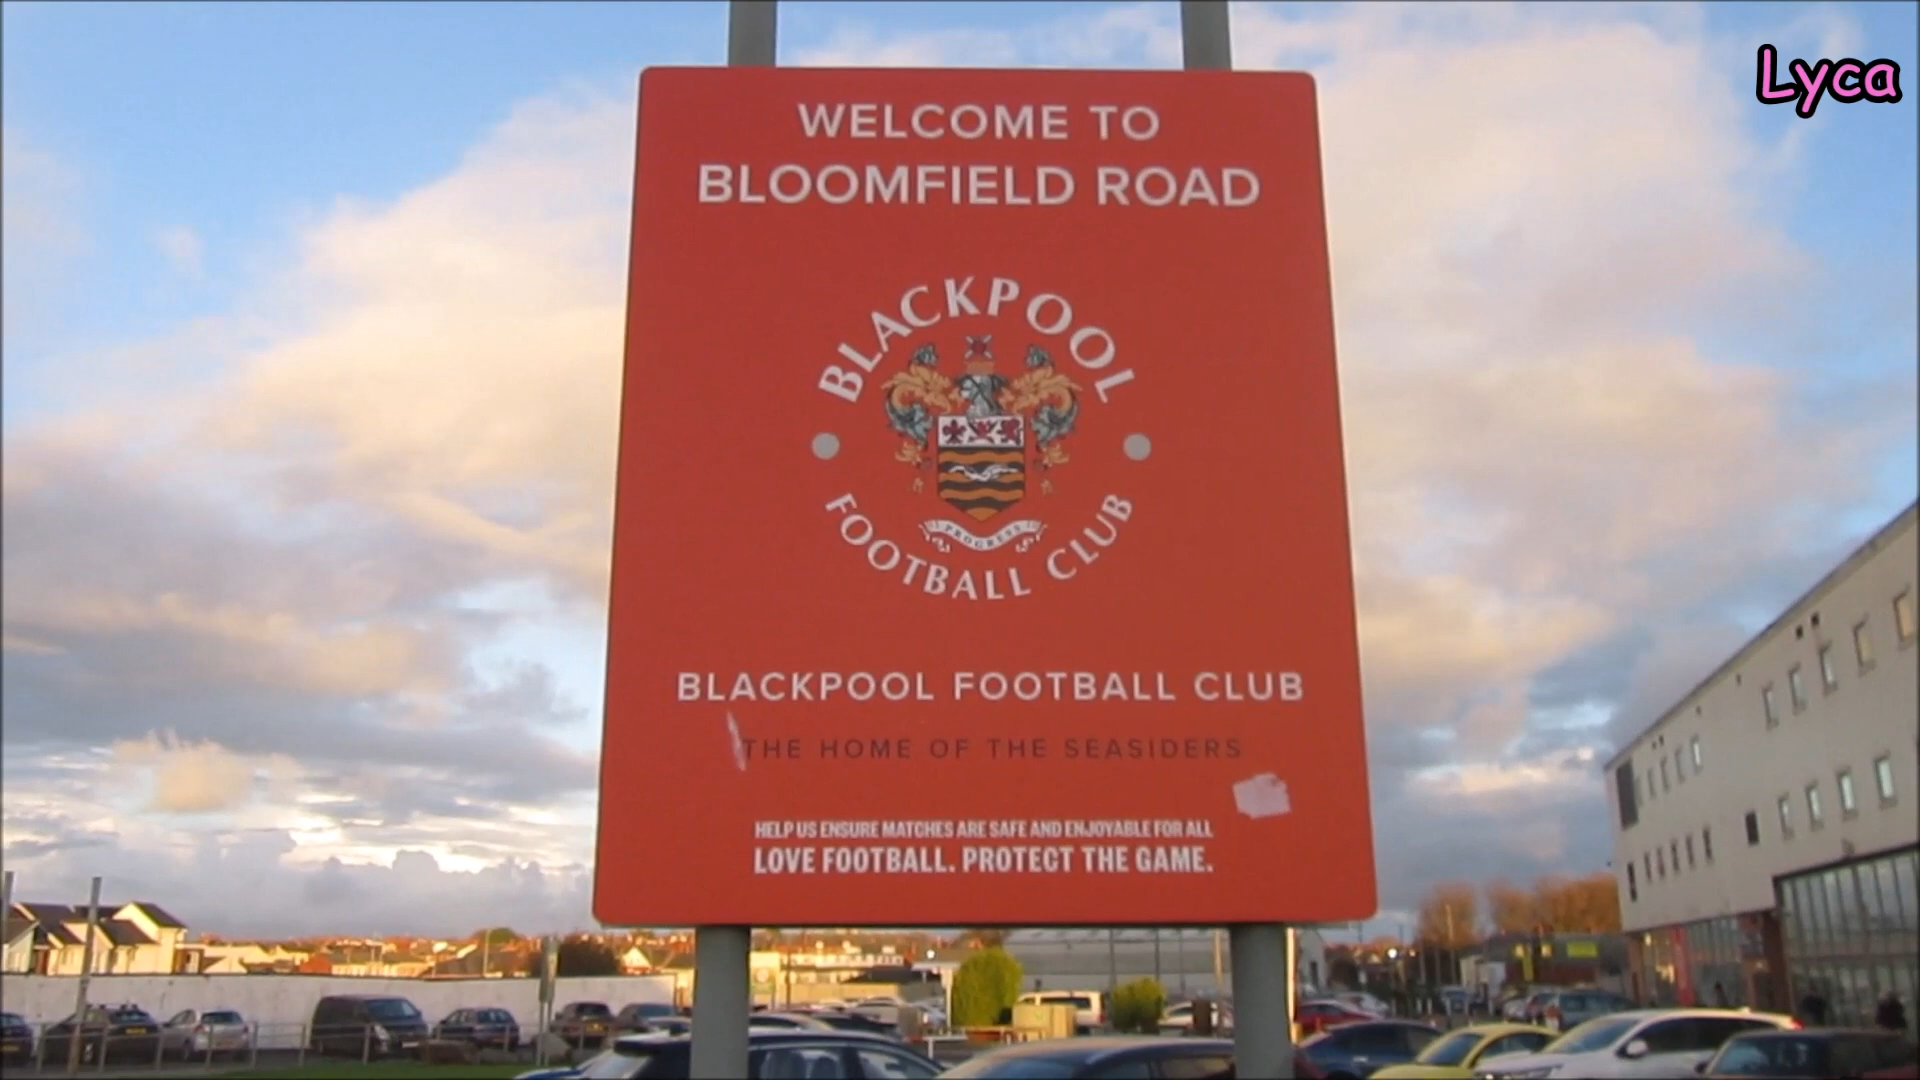 Lyca
WELCOME TO
BLOOMFIELD ROAD
BLACKPOOL
PROGRESS
FOOTBALL CLUB
BLACKPOOL FOOTBALL CLUB
THE HOME OF THE SEASIDERS
HELP US ENSURE MATCHES ARE SAFE AND ENJOYABLE FOR ALL
LOVE FOOTBALL. PROTECT THE GAME.